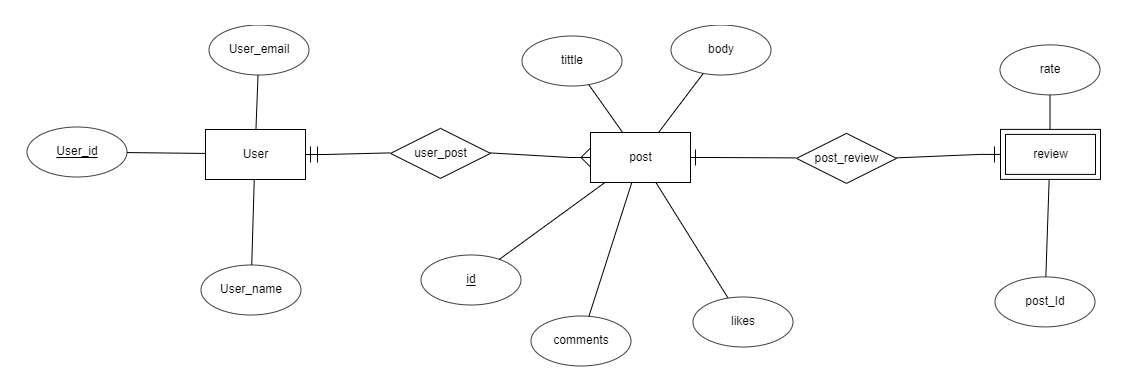 User_email
tittle
body
rate
User_id
User
user_post
post
post_review
review
id
User_name
comments
likes
post_Id